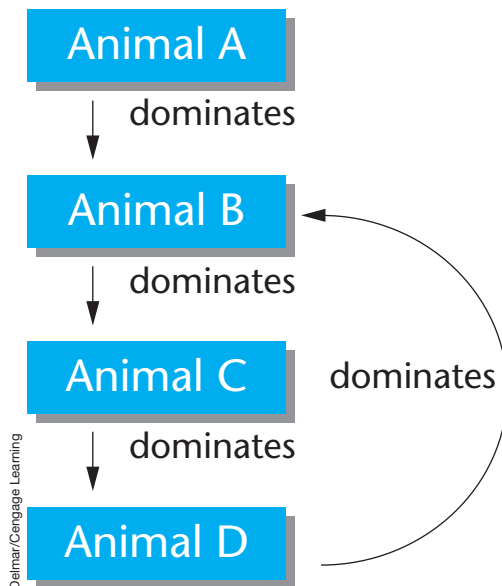 Animal A
dominates
Animal B
dominates
Animal C
dominates
dominates
Animal D
Delmar/Cengage Learning